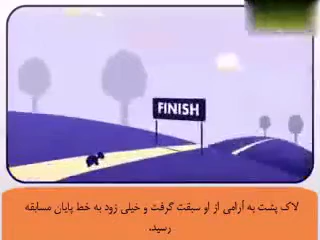 FINISH
لاک پشت به آرامی از او سبقت گرفت و خیلی زود به خط پایان مسابقه
رسید.